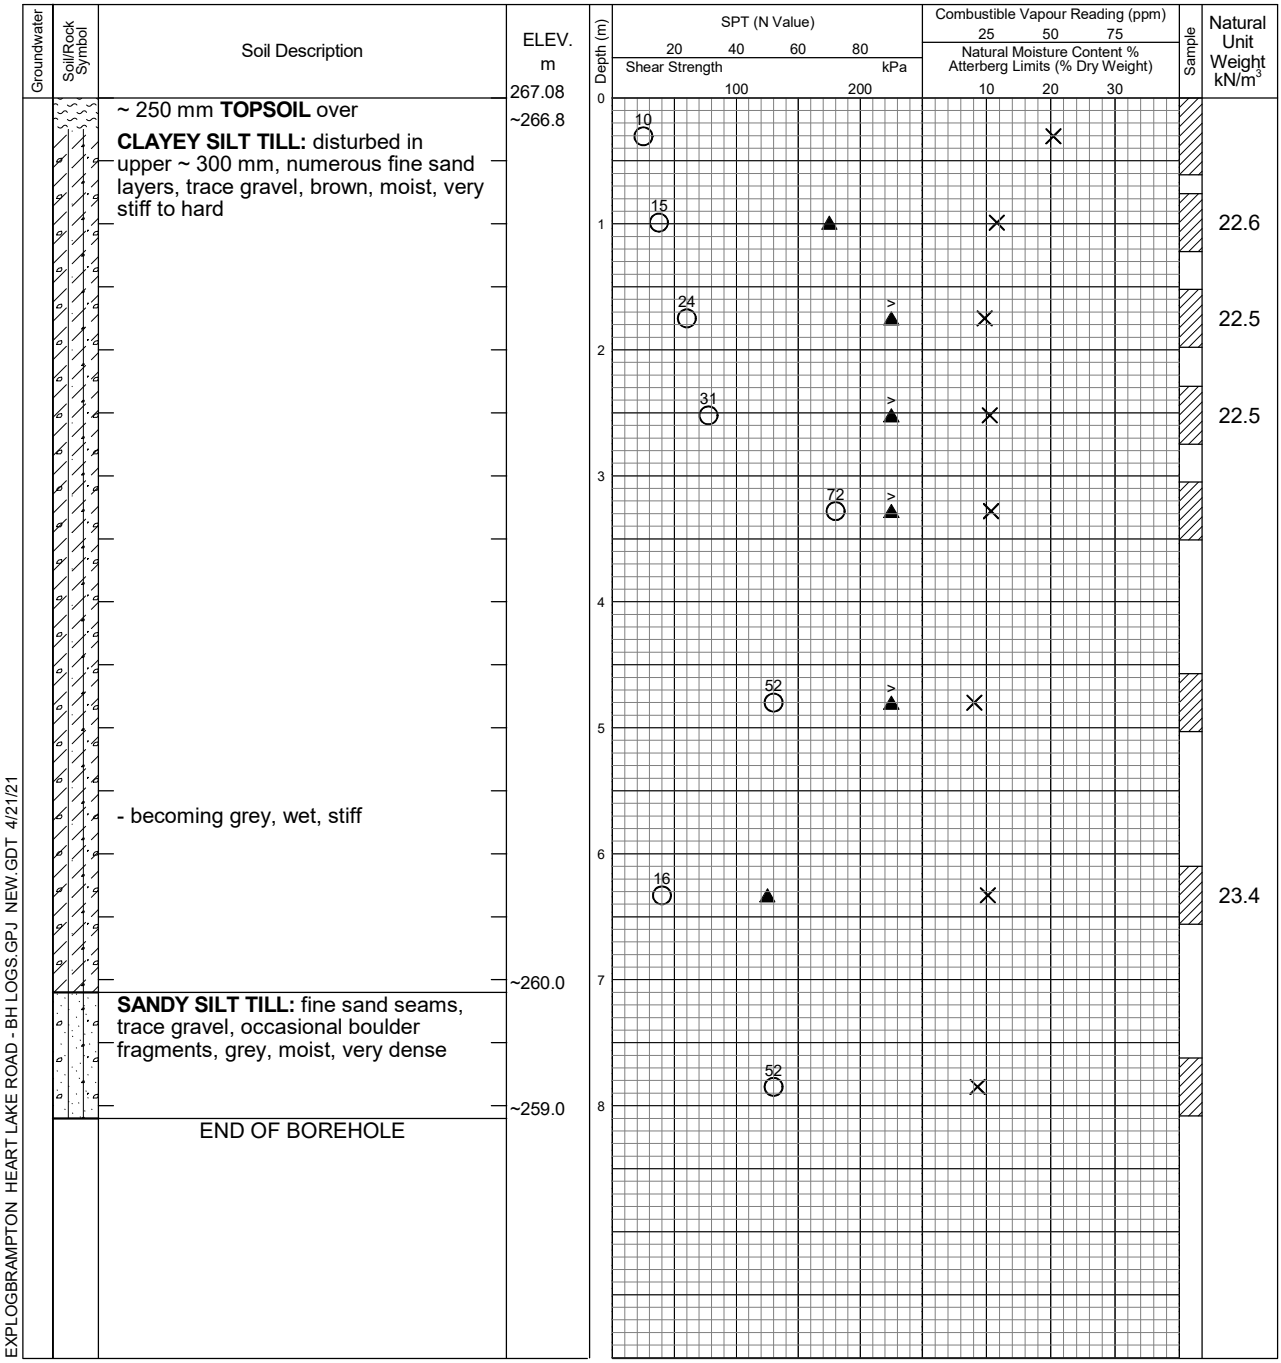 Groundwater
Soil/Rock
Symbol
Soil Description
ELEV.
m
Depth (m)
SPT (N Value)
20 40 60 80
Shear Strength kPa
100 200
Combustible Vapour Reading (ppm)
25 50 75
Natural Moisture Content %
Atterberg Limits (% Dry Weight)
10 20 30
Sample
Natural
Unit
Weight
kN/m³
267.08
0
~ 250 mm TOPSOIL over
~266.8
10
CLAYEY SILT TILL: disturbed in
upper ~ 300 mm, numerous fine sand
layers, trace gravel, brown, moist, very
stiff to hard
15
1
22.6
24
>
22.5
2
31
>
22.5
3
72
>
4
52
>
5
- becoming grey, wet, stiff
6
16
23.4
7
~260.0
SANDY SILT TILL: fine sand seams,
trace gravel, occasional boulder
fragments, grey, moist, very dense
52
~259.0
8
END OF BOREHOLE
EXPLOGBRAMPTON HEART LAKE ROAD - BH LOGS.GPJ NEW.GDT 4/21/21